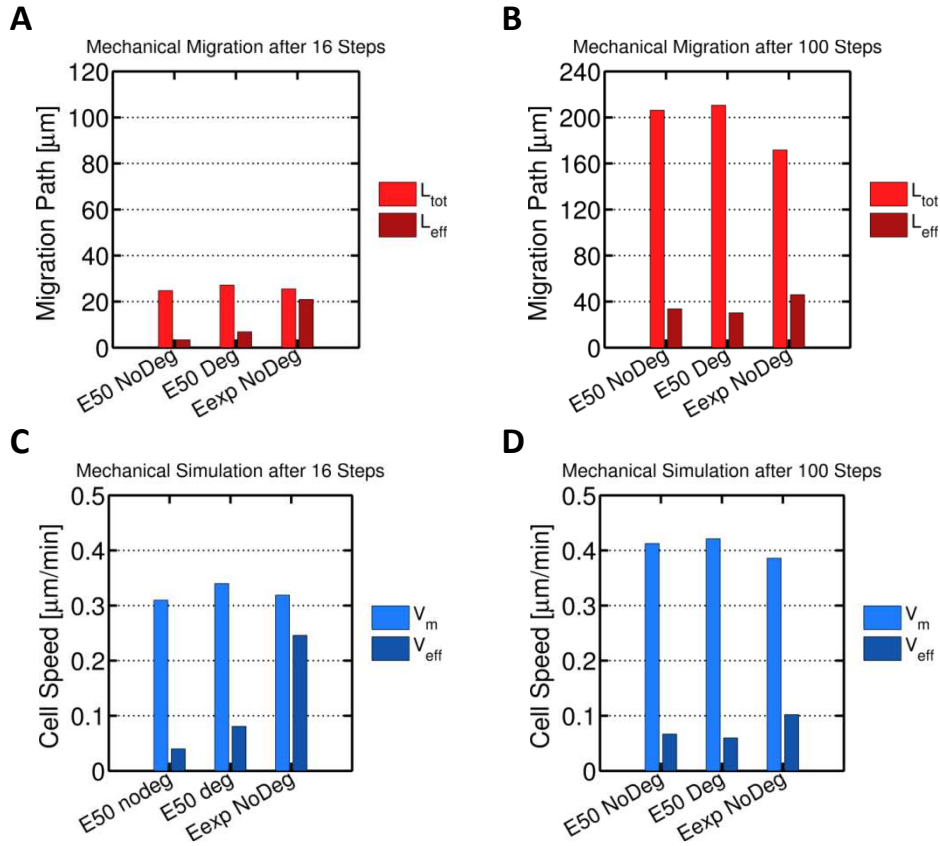 A
Mechanical Migration after 16 Steps
Migration Path [μm]
120
100
80
60
40
20
0
E50 NoDeg
E50 Deg
Eexp NoDeg
L_tot
L_eff
B
Mechanical Migration after 100 Steps
Migration Path [μm]
240
200
160
120
80
40
0
E50 NoDeg
E50 Deg
Eexp NoDeg
L_tot
L_eff
C
Mechanical Simulation after 16 Steps
Cell Speed [μm/min]
0.5
0.4
0.3
0.2
0.1
0
E50 nodeg
E50 deg
Eexp NoDeg
V_m
V_eff
D
Mechanical Simulation after 100 Steps
Cell Speed [μm/min]
0.5
0.4
0.3
0.2
0.1
0
E50 NoDeg
E50 Deg
Eexp NoDeg
V_m
V_eff